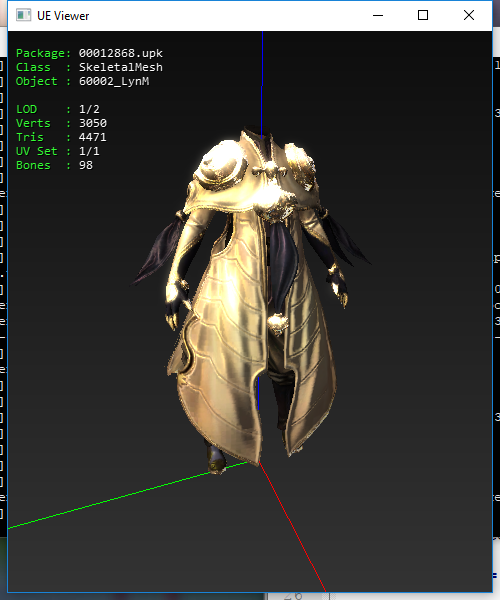 UE Viewer
Package: 00012868.upk
Class : SkeletalMesh
Object : 60002_LynM
LOD : 1/2
Verts : 3050
Tris : 4471
UV Set : 1/1
Bones : 98